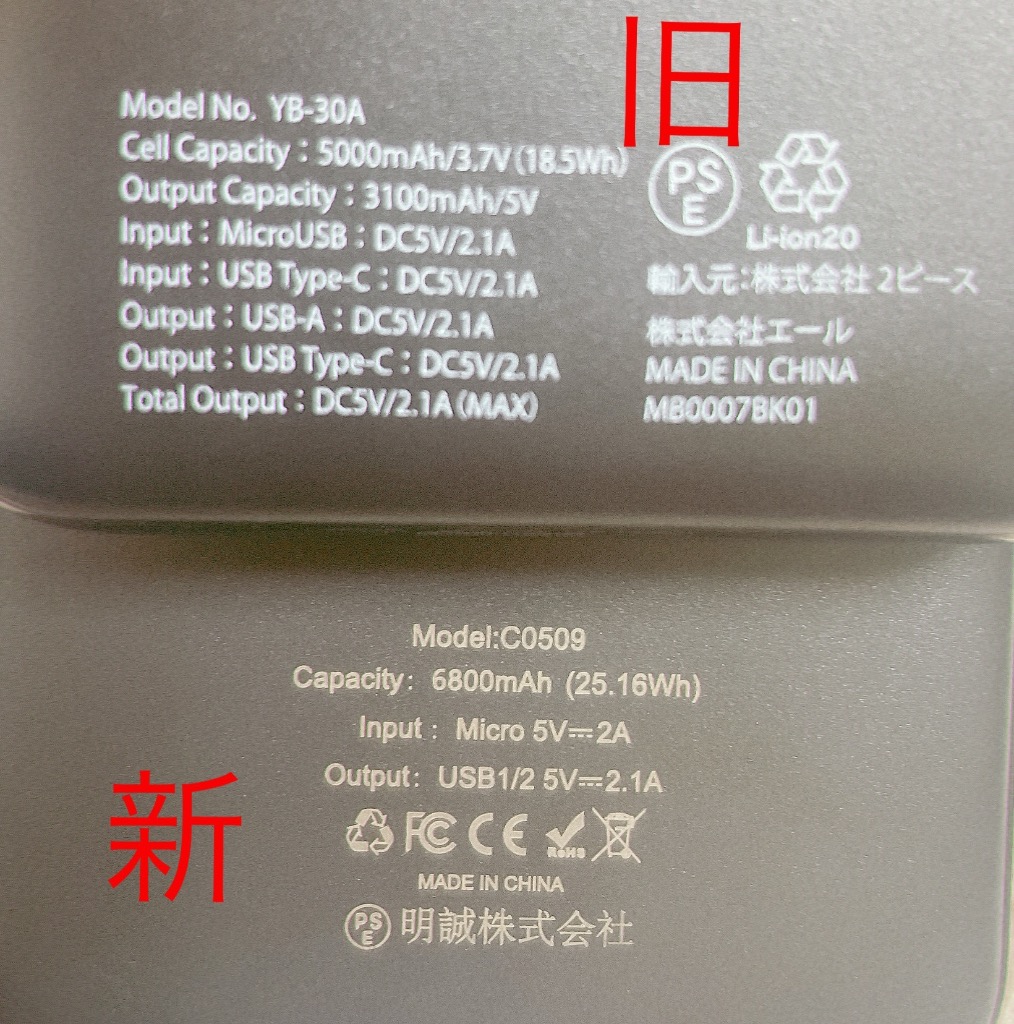 旧
Model No. YB-30A
Cell Capacity：5000mAh/3.7V(18.5Wh)
Output Capacity：3100mAh/5V
Input：MicroUSB：DC5V/2.1A
Input：USB Type-C：DC5V/2.1A
Output：USB-A：DC5V/2.1A
Output：USB Type-C：DC5V/2.1A
Total Output：DC5V/2.1A(MAX)
PS
E
Li-ion20
輸入元:株式会社 2ピース
株式会社エール
MADE IN CHINA
MB0007BK01
新
Model:C0509
Capacity: 6800mAh (25.16Wh)
Input : Micro 5V⎓2A
Output: USB1/2 5V⎓2.1A
FC CE RoHS
MADE IN CHINA
PSE 明誠株式会社